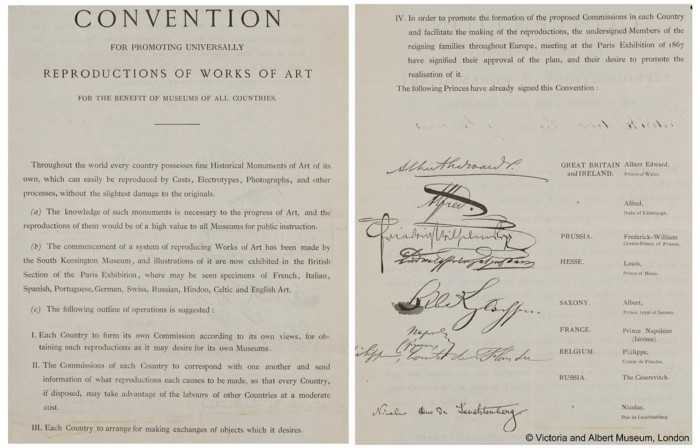 CONVENTION
FOR PROMOTING UNIVERSALLY
REPRODUCTIONS OF WORKS OF ART
FOR THE BENEFIT OF MUSEUMS OF ALL COUNTRIES.
Throughout the world every country possesses fine Historical Monuments of Art of its
own, which can easily be reproduced by Casts, Electrotypes, Photographs, and other
processes, without the slightest damage to the originals.
(a) The knowledge of such monuments is necessary to the progress of Art, and the
reproductions of them would be of a high value to all Museums for public instruction.
(b) The commencement of a system of reproducing Works of Art has been made by
the South Kensington Museum, and illustrations of it are now exhibited in the British
Section of the Paris Exhibition, where may be seen specimens of French, Italian,
Spanish, Portuguese, German, Swiss, Russian, Hindoo, Celtic and English Art.
(c) The following outline of operations is suggested :
I. Each Country to form its own Commission according to its own views, for ob-
taining such reproductions as it may desire for its own Museums.
II. The Commissions of each Country to correspond with one another and send
information of what reproductions each causes to be made, so that every Country,
if disposed, may take advantage of the labours of other Countries at a moderate
cost.
III. Each Country to arrange for making exchanges of objects which it desires.
IV. In order to promote the formation of the proposed Commissions in each Country
and facilitate the making of the reproductions, the undersigned Members of the
reigning families throughout Europe, meeting at the Paris Exhibition of 1867
have signified their approval of the plan, and their desire to promote the
realisation of it.
The following Princes have already signed this Convention :
Albert Edward P. GREAT BRITAIN Albert Edward,
and IRELAND. Prince of Wales.
Alfred. " Alfred,
Duke of Edinburgh.
PRUSSIA. Frederick-William
Crown-Prince of Prussia.
HESSE. Louis,
Prince of Hesse.
SAXONY. Albert,
Prince Royal of Saxony.
Napoléon FRANCE. Prince Napoléon
(Jérôme) (Jérôme).
Philippe, Comte de Flandre BELGIUM. Philippe,
Comte de Flandre.
RUSSIA. The Cesarevitch.
Nicolas Duc de Leuchtenberg " Nicolas,
Duc de Leuchtenberg.
© Victoria and Albert Museum, London